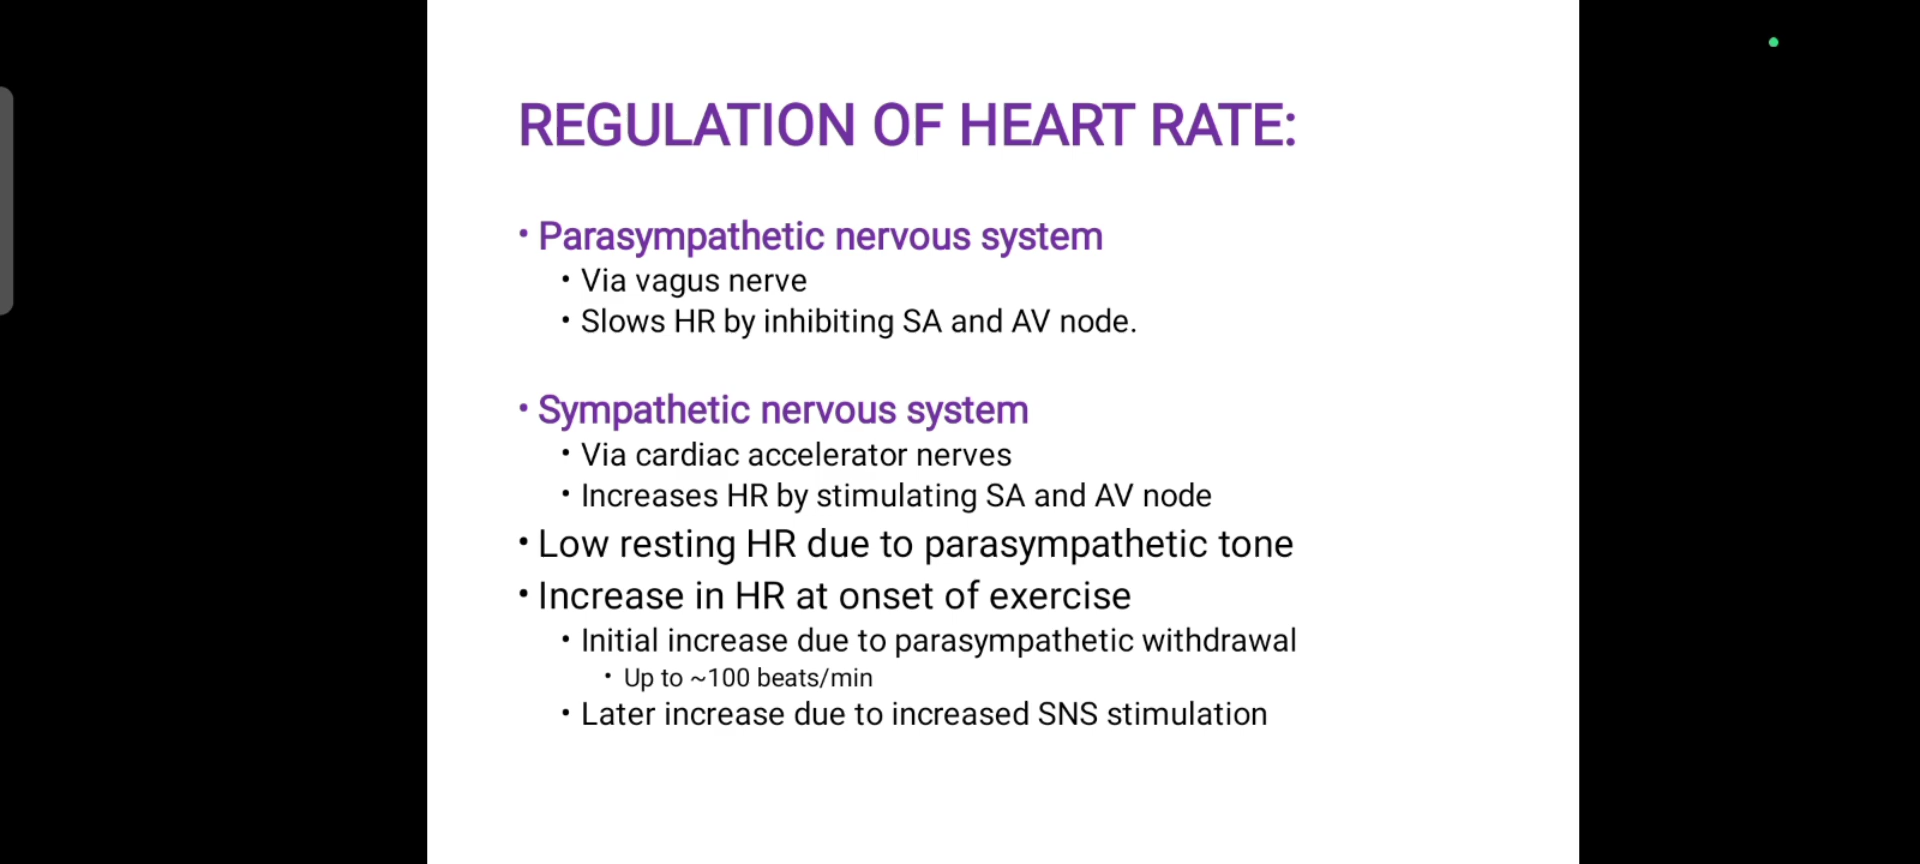 REGULATION OF HEART RATE:
• Parasympathetic nervous system
• Via vagus nerve
• Slows HR by inhibiting SA and AV node.
• Sympathetic nervous system
• Via cardiac accelerator nerves
• Increases HR by stimulating SA and AV node
• Low resting HR due to parasympathetic tone
• Increase in HR at onset of exercise
• Initial increase due to parasympathetic withdrawal
• Up to ~100 beats/min
• Later increase due to increased SNS stimulation